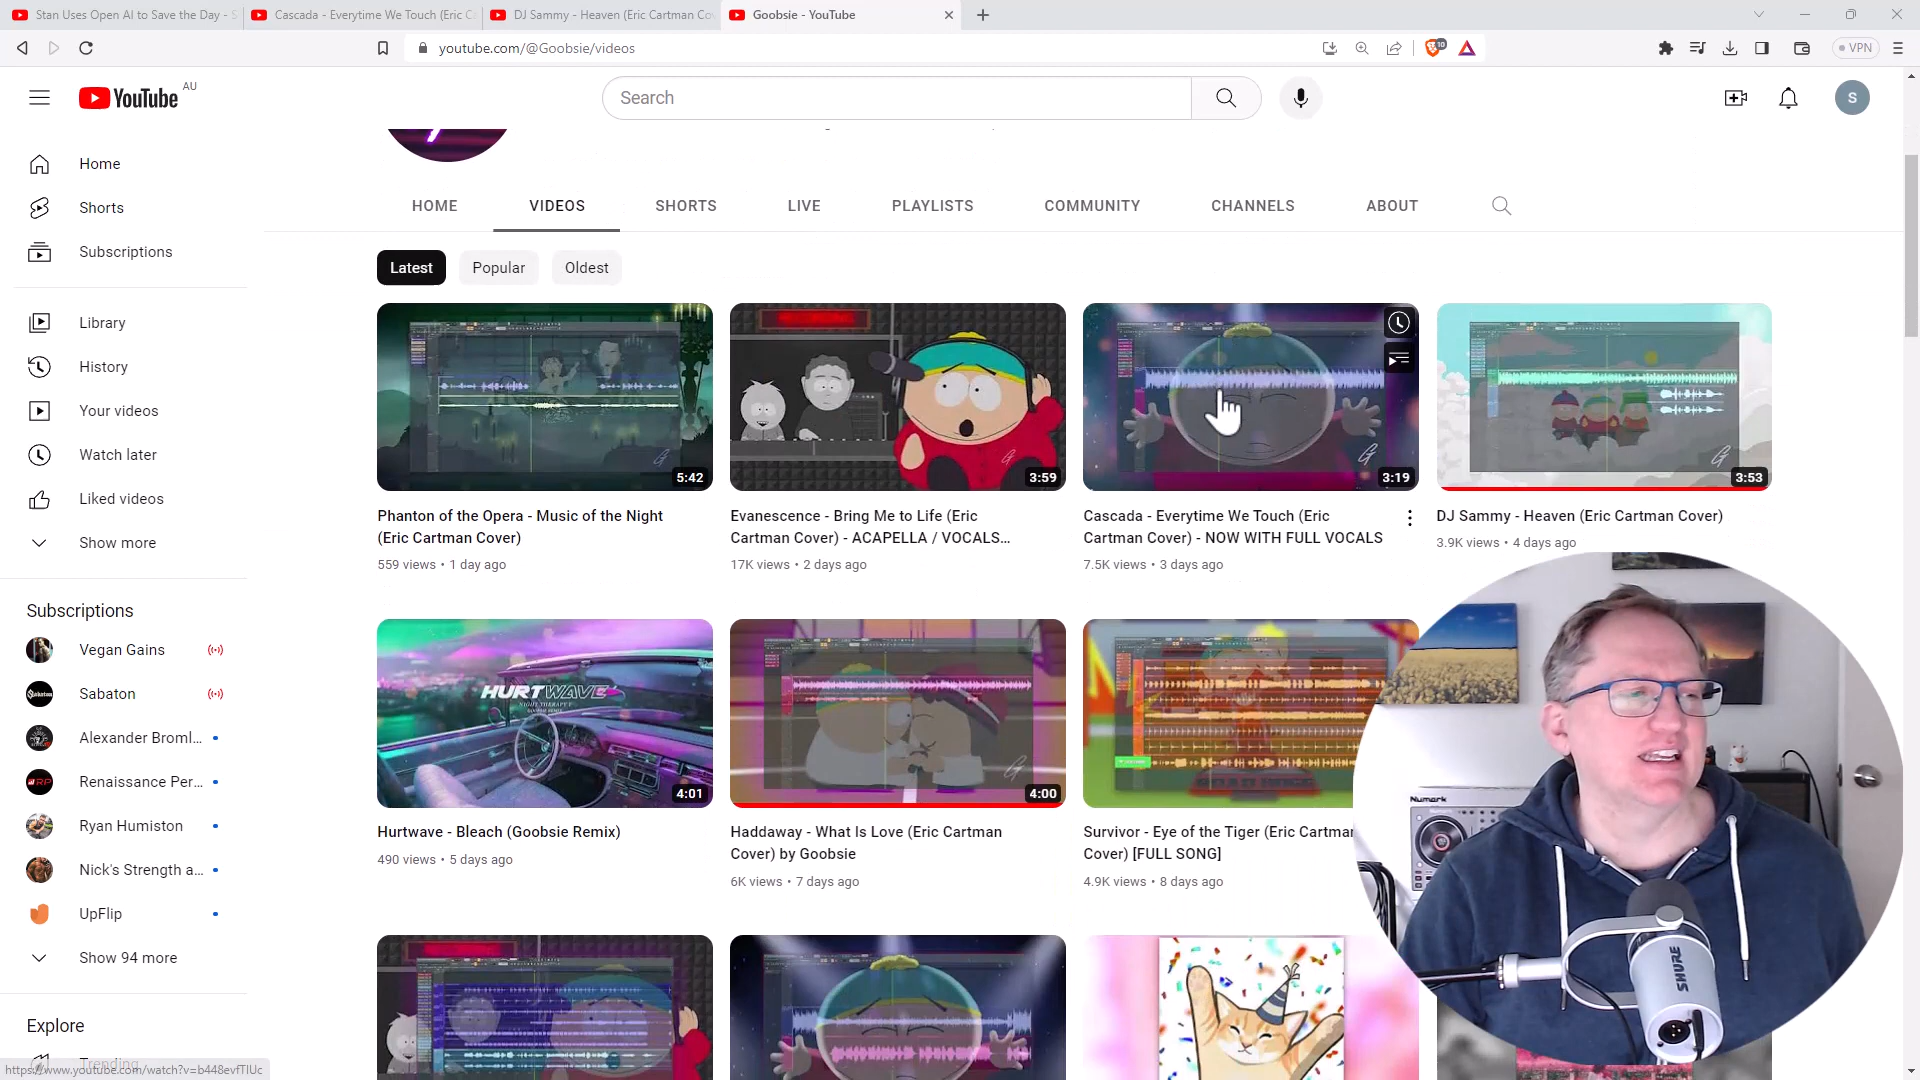 Stan Uses Open AI to Save the Day - S
Cascada - Everytime We Touch (Eric C
DJ Sammy - Heaven (Eric Cartman Co
Goobsie - YouTube
youtube.com/@Goobsie/videos
10
VPN
YouTube
AU
Search
S
Home
Shorts
Subscriptions
Library
History
Your videos
Watch later
Liked videos
Show more
Subscriptions
Vegan Gains
Sabaton
Alexander Broml...
Renaissance Per...
Ryan Humiston
Nick's Strength a...
UpFlip
Show 94 more
Explore
Trending
https://www.youtube.com/watch?v=b448evfTIUc
HOME
VIDEOS
SHORTS
LIVE
PLAYLISTS
COMMUNITY
CHANNELS
ABOUT
Latest
Popular
Oldest
5:42
3:59
3:19
3:53
Phanton of the Opera - Music of the Night
(Eric Cartman Cover)
559 views • 1 day ago
Evanescence - Bring Me to Life (Eric
Cartman Cover) - ACAPELLA / VOCALS...
17K views • 2 days ago
Cascada - Everytime We Touch (Eric
Cartman Cover) - NOW WITH FULL VOCALS
7.5K views • 3 days ago
DJ Sammy - Heaven (Eric Cartman Cover)
3.9K views • 4 days ago
HURTWAVE
NIGHT THERAPY
GOOBSIE REMIX
4:01
4:00
Hurtwave - Bleach (Goobsie Remix)
490 views • 5 days ago
Haddaway - What Is Love (Eric Cartman
Cover) by Goobsie
6K views • 7 days ago
Survivor - Eye of the Tiger (Eric Cartman
Cover) [FULL SONG]
4.9K views • 8 days ago
Numark
SHURE